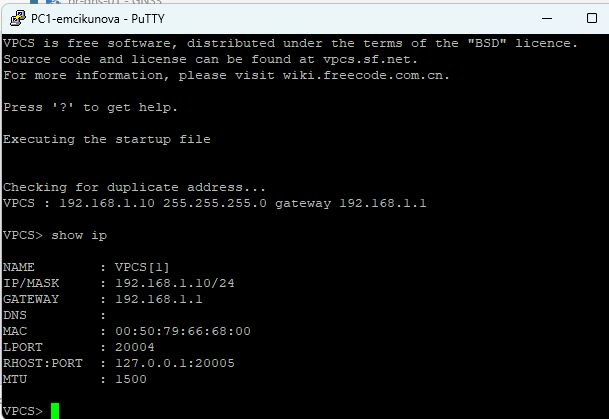 PC1-emcikunova - PuTTY
VPCS is free software, distributed under the terms of the "BSD" licence.
Source code and license can be found at vpcs.sf.net.
For more information, please visit wiki.freecode.com.cn.
Press '?' to get help.
Executing the startup file
Checking for duplicate address...
VPCS : 192.168.1.10 255.255.255.0 gateway 192.168.1.1
VPCS> show ip
NAME : VPCS[1]
IP/MASK : 192.168.1.10/24
GATEWAY : 192.168.1.1
DNS :
MAC : 00:50:79:66:68:00
LPORT : 20004
RHOST:PORT : 127.0.0.1:20005
MTU : 1500
VPCS>